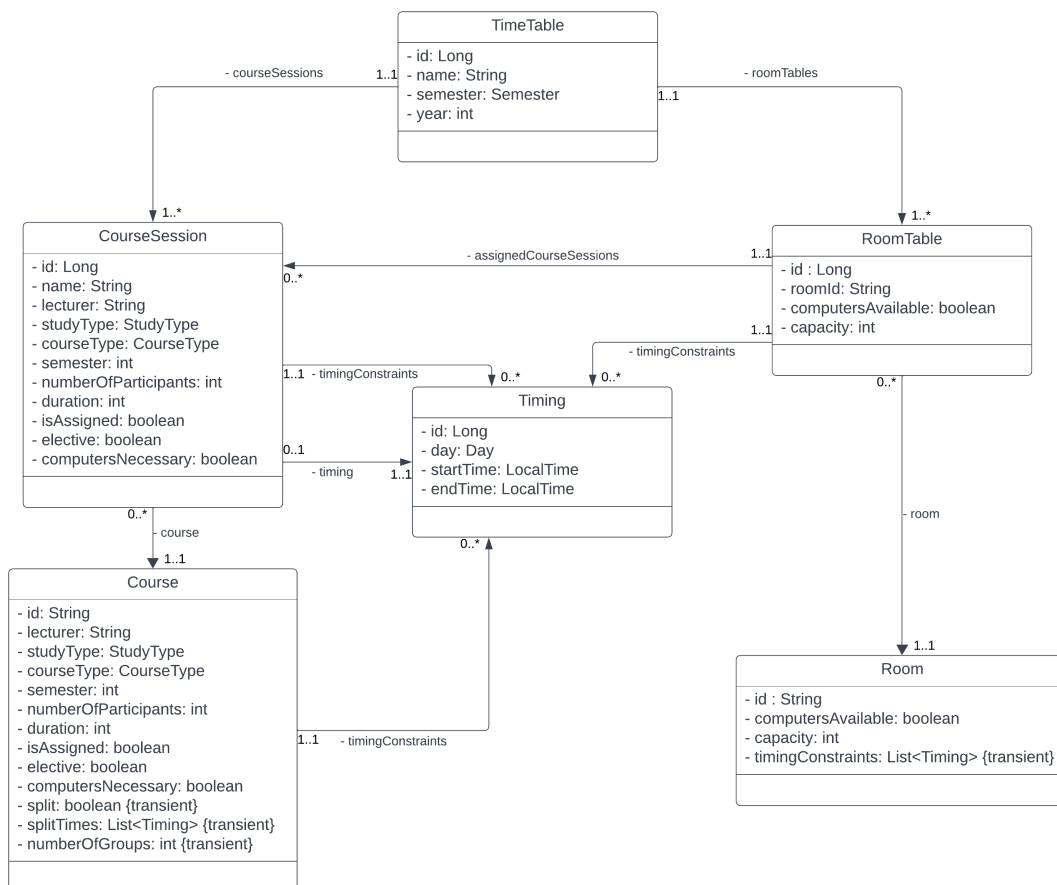 TimeTable
- id: Long
- name: String
- semester: Semester
- year: int
- courseSessions
1..1
- roomTables
1..1
1..*
1..*
CourseSession
- id: Long
- name: String
- lecturer: String
- studyType: StudyType
- courseType: CourseType
- semester: int
- numberOfParticipants: int
- duration: int
- isAssigned: boolean
- elective: boolean
- computersNecessary: boolean
RoomTable
- id : Long
- roomId: String
- computersAvailable: boolean
- capacity: int
- assignedCourseSessions
1..1
0..*
1..1
- timingConstraints
0..*
1..1
- timingConstraints
0..*
0..*
Timing
- id: Long
- day: Day
- startTime: LocalTime
- endTime: LocalTime
0..1
- timing
1..1
0..*
- course
1..1
0..*
- room
1..1
Course
- id: String
- lecturer: String
- studyType: StudyType
- courseType: CourseType
- semester: int
- numberOfParticipants: int
- duration: int
- isAssigned: boolean
- elective: boolean
- computersNecessary: boolean
- split: boolean {transient}
- splitTimes: List<Timing> {transient}
- numberOfGroups: int {transient}
1..1
- timingConstraints
Room
- id : String
- computersAvailable: boolean
- capacity: int
- timingConstraints: List<Timing> {transient}